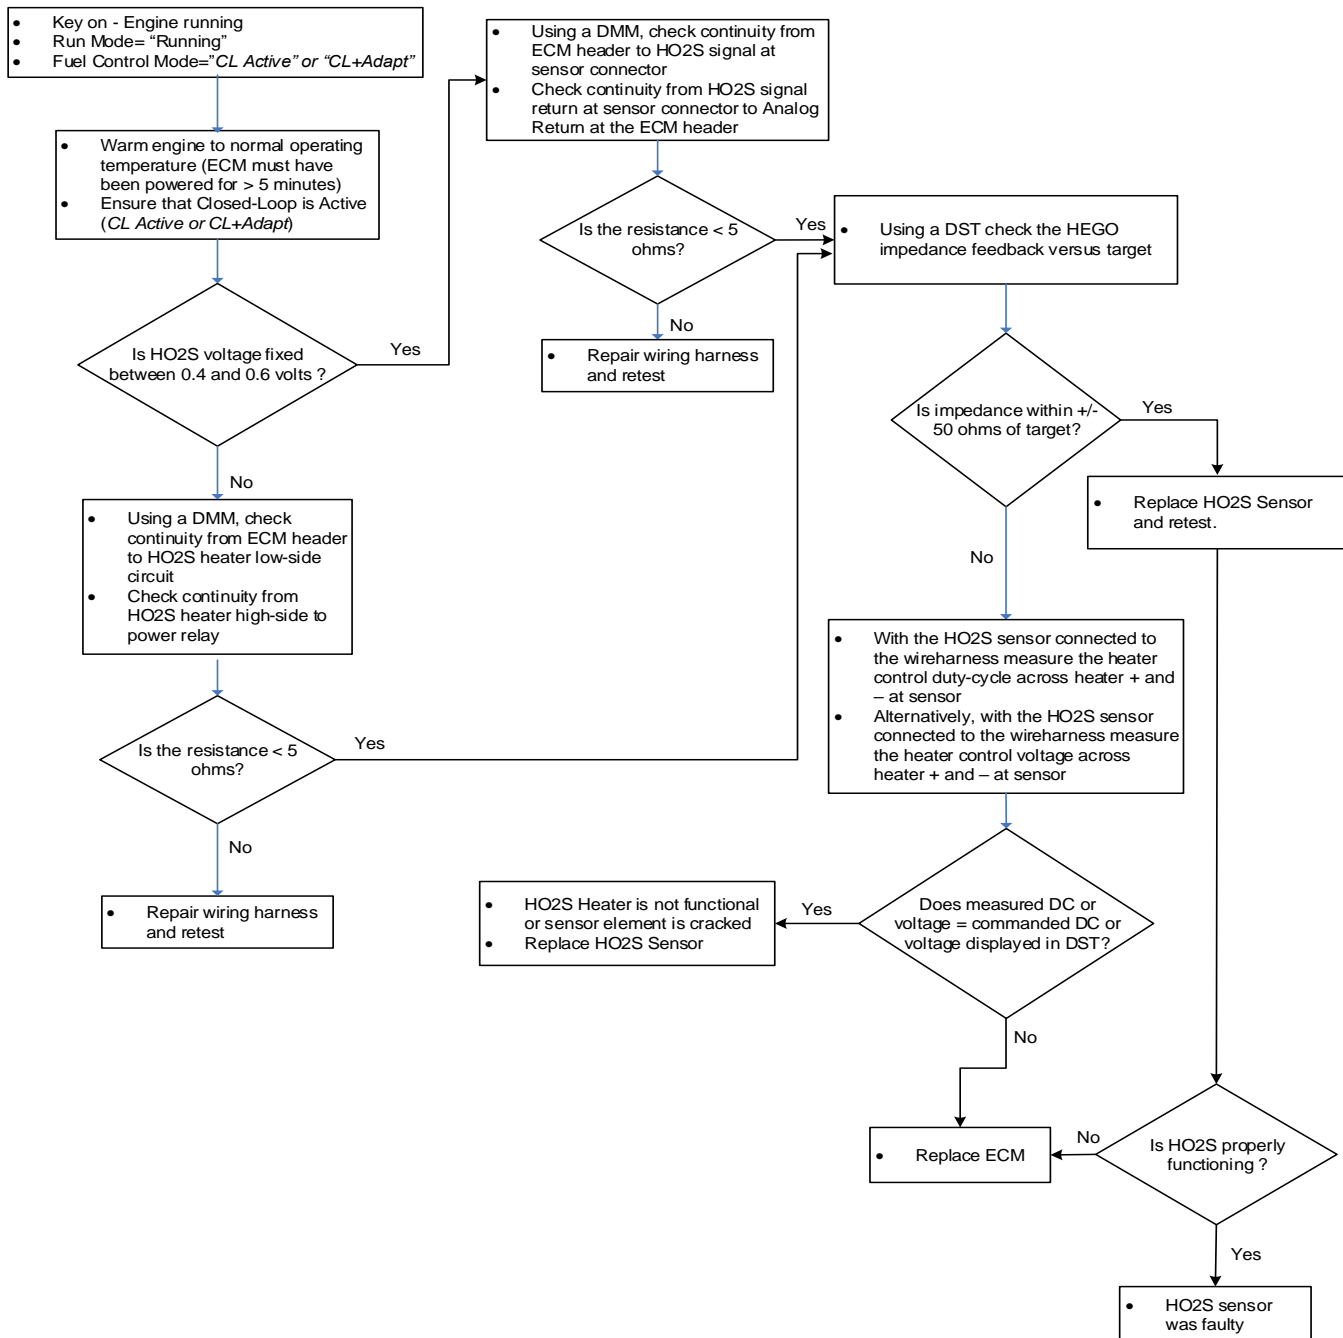 • Key on - Engine running
• Run Mode= “Running”
• Fuel Control Mode=”CL Active” or “CL+Adapt”
• Warm engine to normal operating
temperature (ECM must have
been powered for > 5 minutes)
• Ensure that Closed-Loop is Active
(CL Active or CL+Adapt)
Is HO2S voltage fixed
between 0.4 and 0.6 volts ?
Yes
No
• Using a DMM, check
continuity from ECM header
to HO2S heater low-side
circuit
• Check continuity from
HO2S heater high-side to
power relay
Is the resistance < 5
ohms?
Yes
No
• Repair wiring harness
and retest
• Using a DMM, check continuity from
ECM header to HO2S signal at
sensor connector
• Check continuity from HO2S signal
return at sensor connector to Analog
Return at the ECM header
Is the resistance < 5
ohms?
Yes
No
• Repair wiring harness
and retest
• Using a DST check the HEGO
impedance feedback versus target
Is impedance within +/-
50 ohms of target?
Yes
No
• Replace HO2S Sensor
and retest.
• With the HO2S sensor connected to
the wireharness measure the heater
control duty-cycle across heater + and
– at sensor
• Alternatively, with the HO2S sensor
connected to the wireharness measure
the heater control voltage across
heater + and – at sensor
Does measured DC or
voltage = commanded DC or
voltage displayed in DST?
Yes
No
• HO2S Heater is not functional
or sensor element is cracked
• Replace HO2S Sensor
• Replace ECM
Is HO2S properly
functioning ?
No
Yes
• HO2S sensor
was faulty